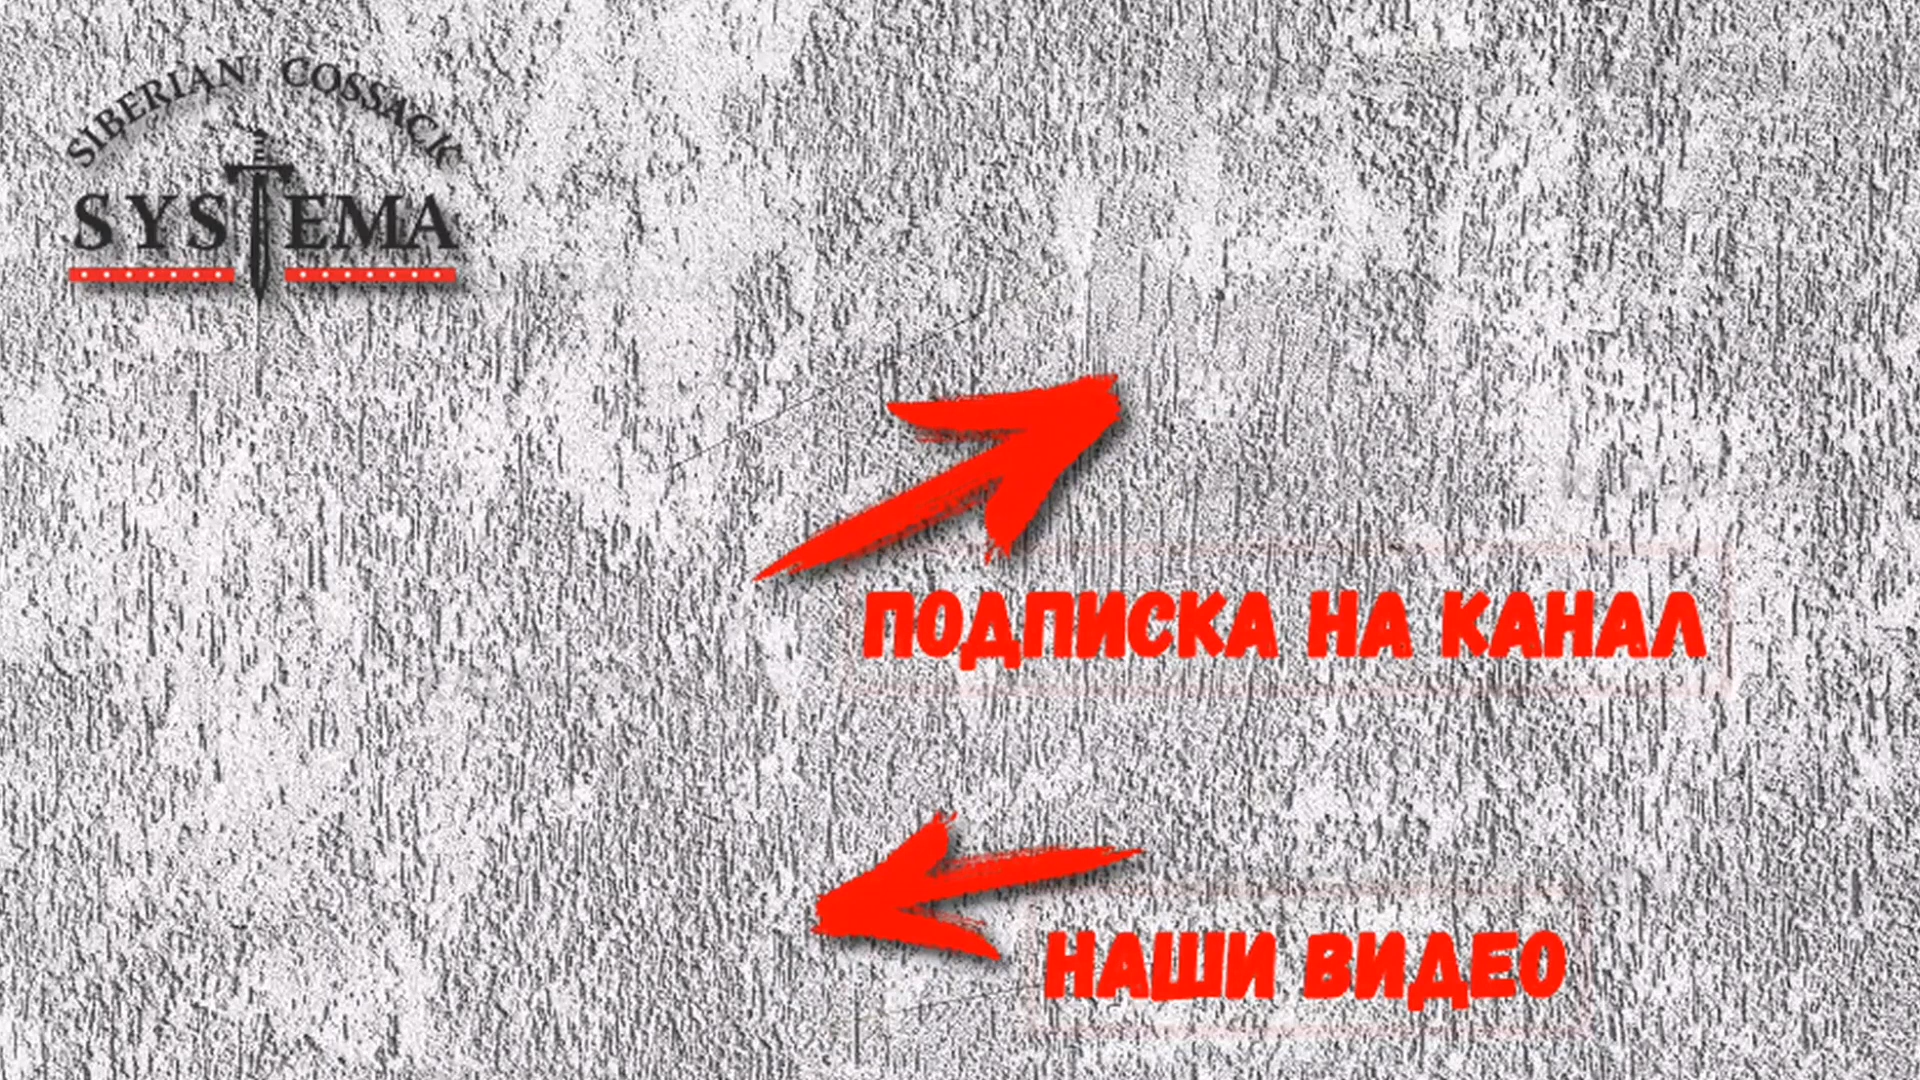 SIBERIAN COSSACK
SYSTEMA
ПОДПИСКА НА КАНАЛ
НАШИ ВИДЕО